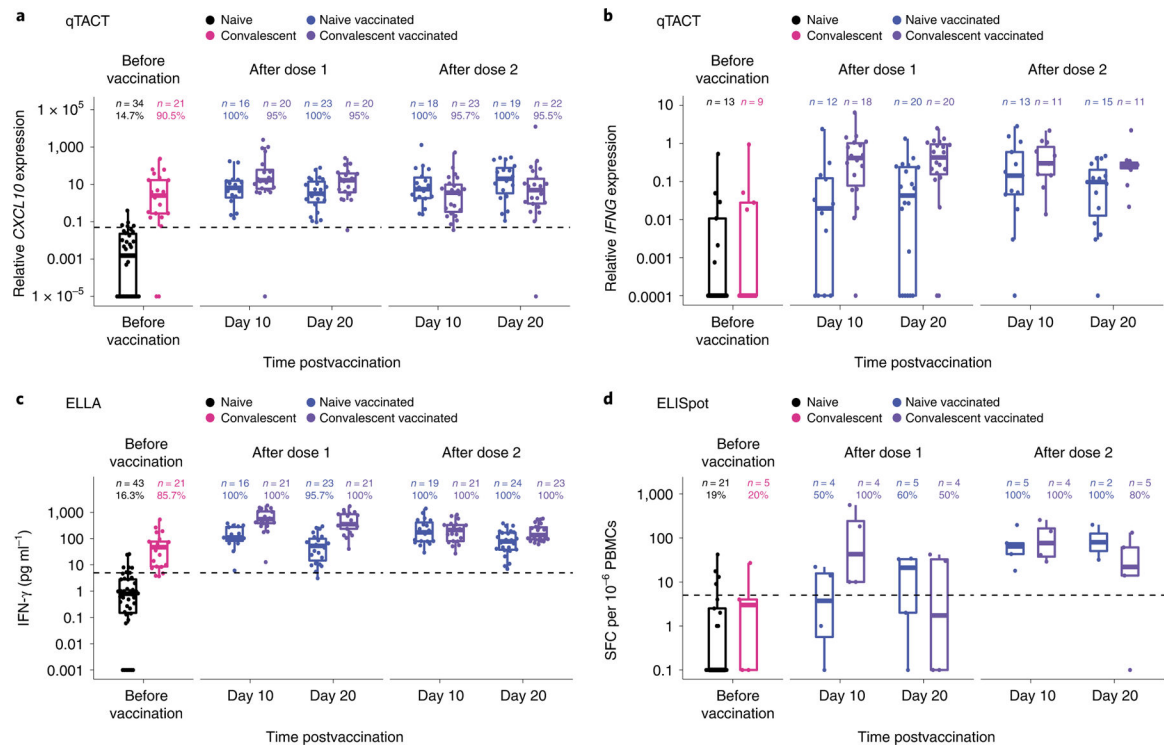 a
qTACT
Naive
Naive vaccinated
Convalescent
Convalescent vaccinated
Before
vaccination
After dose 1
After dose 2
n = 34 n = 21 n = 16 n = 20 n = 23 n = 20 n = 18 n = 23 n = 19 n = 22
14.7% 90.5% 100% 95% 100% 95% 100% 95.7% 100% 95.5%
Relative CXCL10 expression
1 × 10⁵
1,000
10
0.1
0.001
1 × 10⁻⁵
Before
vaccination
Day 10
Day 20
Day 10
Day 20
Time postvaccination
b
qTACT
Naive
Naive vaccinated
Convalescent
Convalescent vaccinated
Before
vaccination
After dose 1
After dose 2
n = 13 n = 9 n = 12 n = 18 n = 20 n = 20 n = 13 n = 11 n = 15 n = 11
Relative IFNG expression
10
1
0.1
0.01
0.001
0.0001
Before
vaccination
Day 10
Day 20
Day 10
Day 20
Time postvaccination
c
ELLA
Naive
Naive vaccinated
Convalescent
Convalescent vaccinated
Before
vaccination
After dose 1
After dose 2
n = 43 n = 21 n = 16 n = 21 n = 23 n = 21 n = 19 n = 21 n = 24 n = 23
16.3% 85.7% 100% 100% 95.7% 100% 100% 100% 100% 100%
IFN-γ (pg ml⁻¹)
1,000
100
10
1
0.1
0.01
0.001
Before
vaccination
Day 10
Day 20
Day 10
Day 20
Time postvaccination
d
ELISpot
Naive
Naive vaccinated
Convalescent
Convalescent vaccinated
Before
vaccination
After dose 1
After dose 2
n = 21 n = 5 n = 4 n = 4 n = 5 n = 4 n = 5 n = 4 n = 2 n = 5
19% 20% 50% 100% 60% 50% 100% 100% 100% 80%
SFC per 10⁻⁶ PBMCs
1,000
100
10
1
0.1
Before
vaccination
Day 10
Day 20
Day 10
Day 20
Time postvaccination